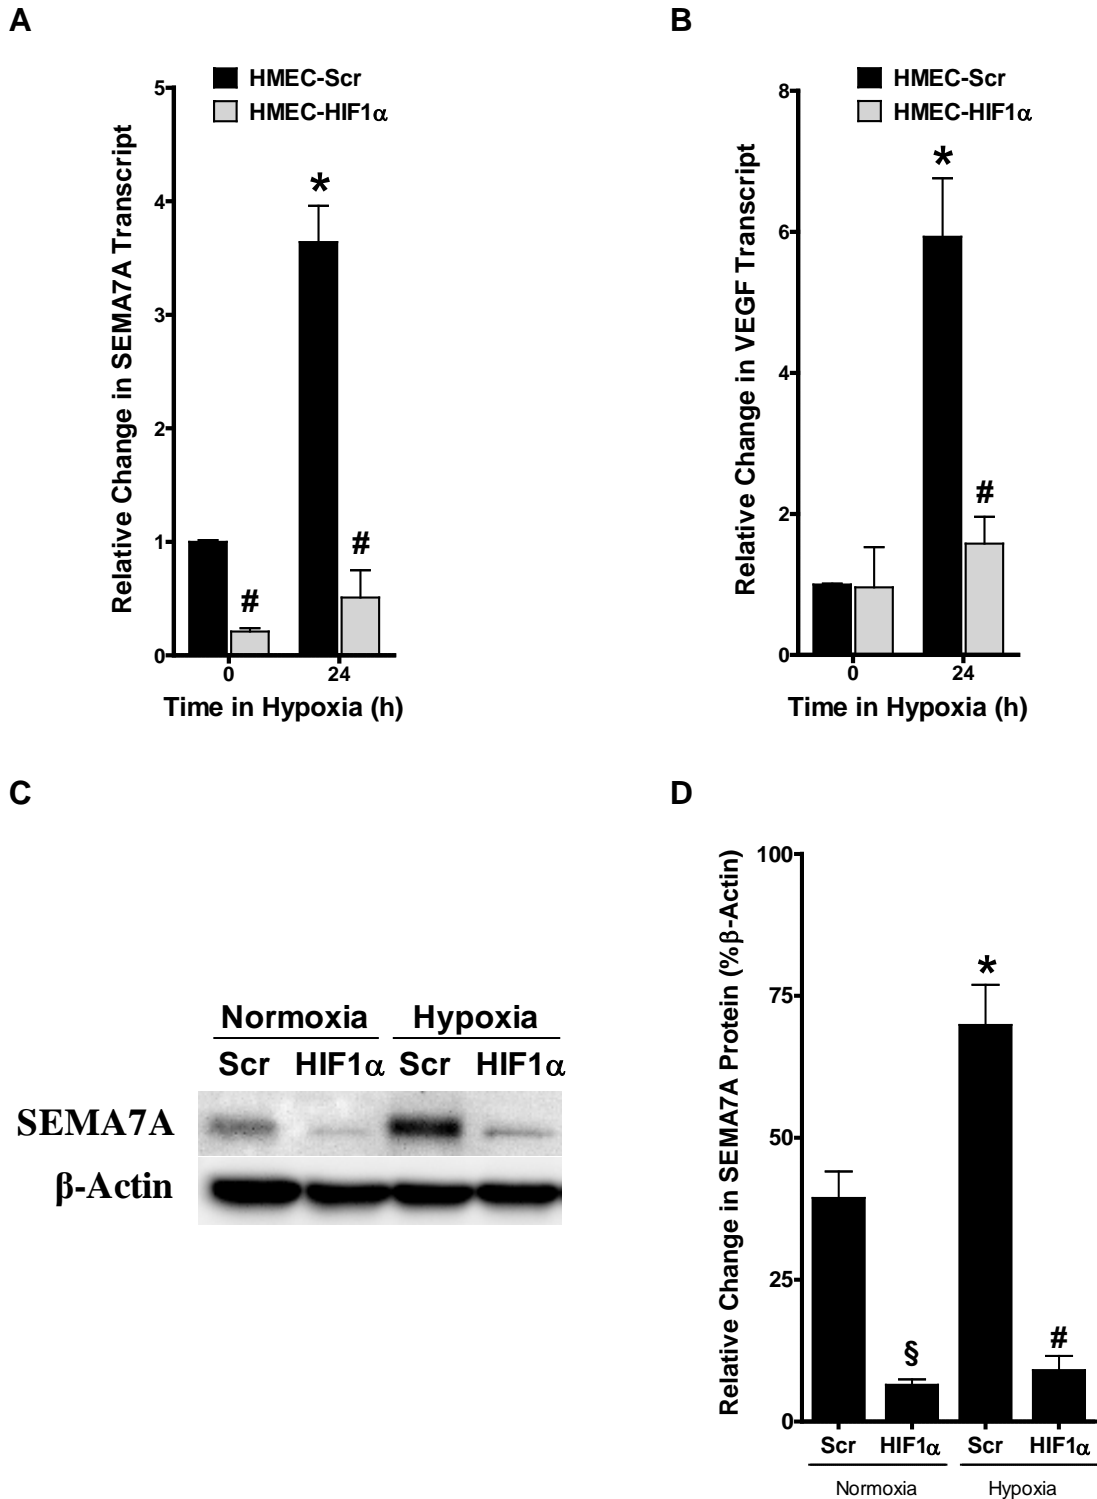 A
HMEC-Scr
HMEC-HIF1α
Relative Change in SEMA7A Transcript
5
4
3
2
1
0
*
#
#
0
24
Time in Hypoxia (h)
B
HMEC-Scr
HMEC-HIF1α
Relative Change in VEGF Transcript
8
6
4
2
0
*
#
0
24
Time in Hypoxia (h)
C
Normoxia Hypoxia
Scr HIF1α Scr HIF1α
SEMA7A
β-Actin
D
Relative Change in SEMA7A Protein (%β-Actin)
100
75
50
25
0
*
§
#
Scr HIF1α Scr HIF1α
Normoxia Hypoxia